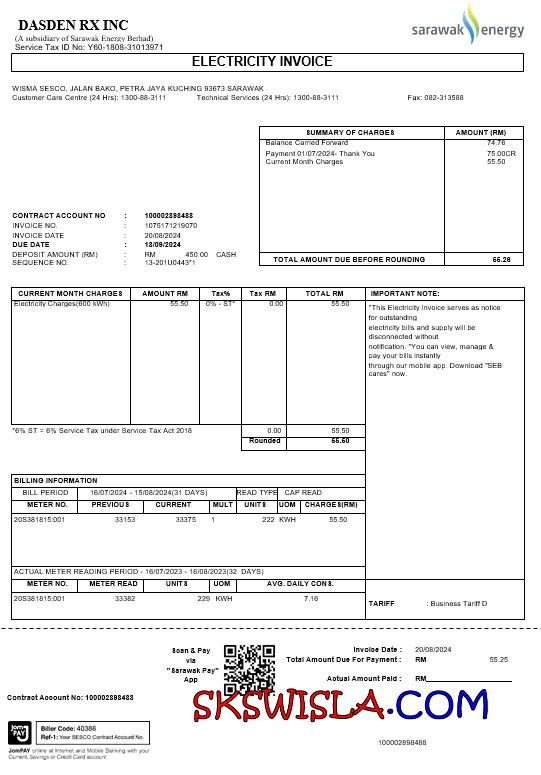 DASDEN RX INC
(A subsidiary of Sarawak Energy Berhad)
Service Tax ID No: Y60-1808-31013971
sarawak energy
ELECTRICITY INVOICE
WISMA SESCO, JALAN BAKO, PETRA JAYA KUCHING 93673 SARAWAK
Customer Care Centre (24 Hrs): 1300-88-3111 Technical Services (24 Hrs): 1300-88-3111 Fax: 082-313588
SUMMARY OF CHARGES AMOUNT (RM)
Balance Carried Forward 74.76
Payment 01/07/2024- Thank You 75.00CR
Current Month Charges 55.50
TOTAL AMOUNT DUE BEFORE ROUNDING 55.26
CONTRACT ACCOUNT NO : 100002898488
INVOICE NO. : 1075171219070
INVOICE DATE : 20/08/2024
DUE DATE : 18/09/2024
DEPOSIT AMOUNT (RM) : RM 450.00 CASH
SEQUENCE NO. : 13-201U0443*1
CURRENT MONTH CHARGES AMOUNT RM Tax% Tax RM TOTAL RM
Electricity Charges(600 kWh) 55.50 0% - ST* 0.00 55.50
*6% ST = 6% Service Tax under Service Tax Act 2018 0.00 55.50
Rounded 55.50
IMPORTANT NOTE:
"This Electricity Invoice serves as notice
for outstanding
electricity bills and supply will be
disconnected without
notification. "You can view, manage &
pay your bills instantly
through our mobile app. Download "SEB
cares" now.
BILLING INFORMATION
BILL PERIOD 16/07/2024 - 15/08/2024(31 DAYS) READ TYPE CAP READ
METER NO. PREVIOUS CURRENT MULT UNITS UOM CHARGES(RM)
20S381815:001 33153 33375 1 222 KWH 55.50
ACTUAL METER READING PERIOD - 16/07/2023 - 16/08/2023(32 DAYS)
METER NO. METER READ UNITS UOM AVG. DAILY CONS.
20S381815:001 33382 229 KWH 7.16
TARIFF : Business Tariff D
Scan & Pay
via
"Sarawak Pay"
App
Invoice Date : 20/08/2024
Total Amount Due For Payment : RM 55.25
Actual Amount Paid : RM
Contract Account No: 100002898488
SKSWISLA.COM
JomPAY
Biller Code: 40386
Ref-1: Your SESCO Contract Account No.
100002898488
JomPAY online at Internet and Mobile Banking with your
Current, Savings or Credit Card account